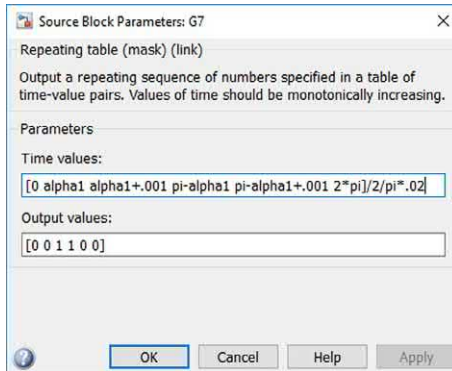 Source Block Parameters: G7
Repeating table (mask) (link)
Output a repeating sequence of numbers specified in a table of
time-value pairs. Values of time should be monotonically increasing.
Parameters
Time values:
[0 alpha1 alpha1+.001 pi-alpha1 pi-alpha1+.001 2*pi]/2/pi*.02
Output values:
[0 0 1 1 0 0]
OK Cancel Help Apply